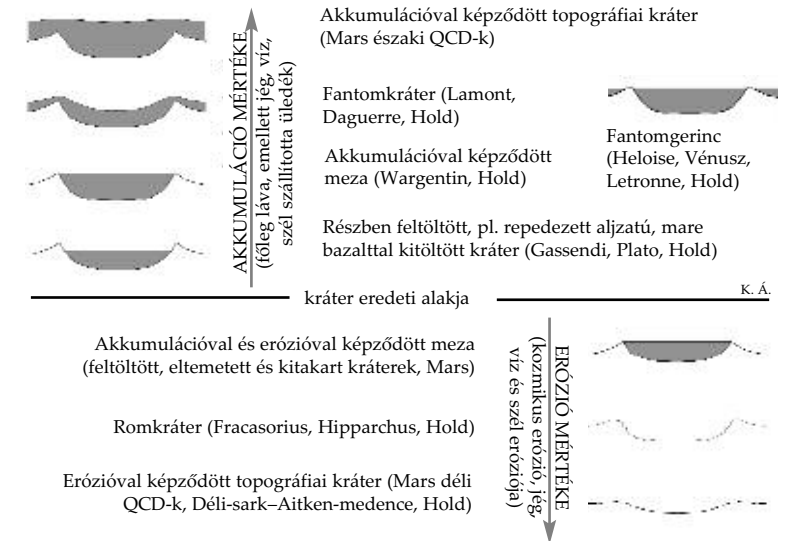 Akkumulációval képződött topográfiai kráter
(Mars északi QCD-k)
AKKUMULÁCIÓ MÉRTÉKE
(főleg láva, emellett jég, víz,
szél szállította üledék)
Fantomkráter (Lamont,
Daguerre, Hold)
Fantomgerinc
(Heloise, Vénusz,
Letronne, Hold)
Akkumulációval képződött
meza (Wargentin, Hold)
Részben feltöltött, pl. repedezett aljzatú, mare
bazalttal kitöltött kráter (Gassendi, Plato, Hold)
K. Á.
kráter eredeti alakja
Akkumulációval és erózióval képződött meza
(feltöltött, eltemetett és kitakart kráterek, Mars)
ERÓZIÓ MÉRTÉKE
(kozmikus erózió, jég,
víz és szél eróziója)
Romkráter (Fracasorius, Hipparchus, Hold)
Erózióval képződött topográfiai kráter (Mars déli
QCD-k, Déli-sark–Aitken-medence, Hold)